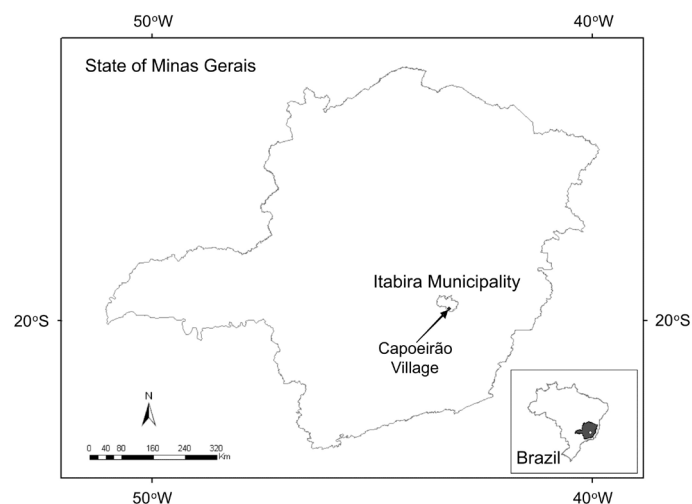 50°W 40°W
State of Minas Gerais
Itabira Municipality
20°S 20°S
Capoeirão
Village
N
0 40 80 160 240 320
Km
Brazil
50°W 40°W